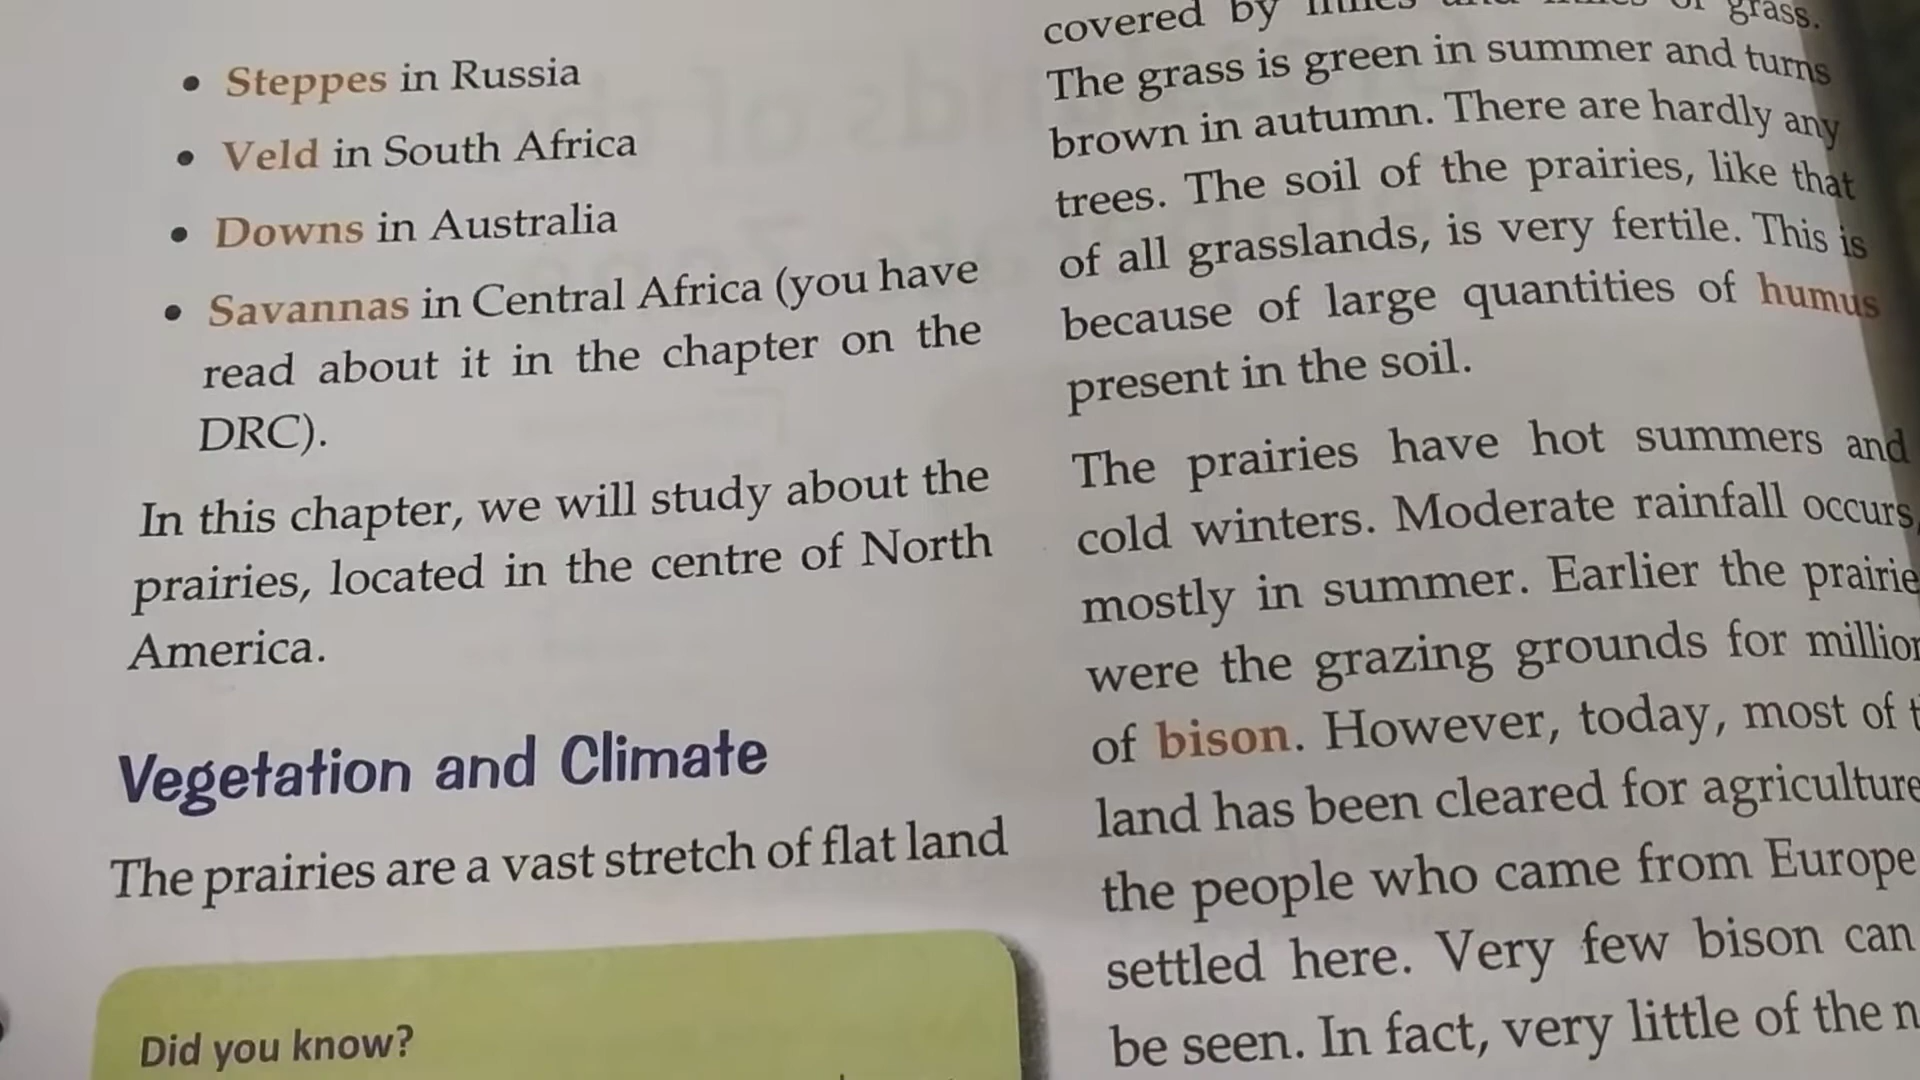 • Steppes in Russia
• Veld in South Africa
• Downs in Australia
• Savannas in Central Africa (you have
read about it in the chapter on the
DRC).
In this chapter, we will study about the
prairies, located in the centre of North
America.
Vegetation and Climate
The prairies are a vast stretch of flat land
Did you know?
covered by miles and miles of grass.
The grass is green in summer and turns
brown in autumn. There are hardly any
trees. The soil of the prairies, like that
of all grasslands, is very fertile. This is
because of large quantities of humus
present in the soil.
The prairies have hot summers and
cold winters. Moderate rainfall occurs,
mostly in summer. Earlier the prairie
were the grazing grounds for million
of bison. However, today, most of t
land has been cleared for agriculture
the people who came from Europe
settled here. Very few bison can
be seen. In fact, very little of the n